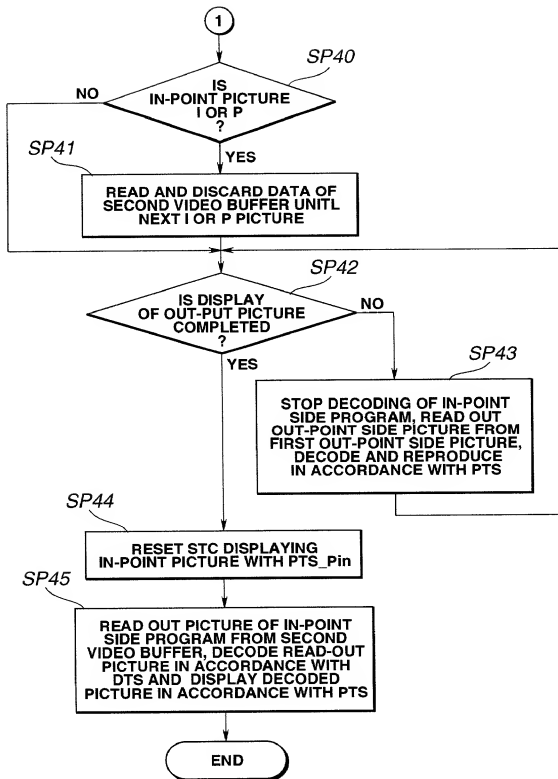 1
SP40
IS
IN-POINT PICTURE
I OR P
?
NO
YES
SP41
READ AND DISCARD DATA OF
SECOND VIDEO BUFFER UNITL
NEXT I OR P PICTURE
SP42
IS DISPLAY
OF OUT-PUT PICTURE
COMPLETED
?
NO
YES
SP43
STOP DECODING OF IN-POINT
SIDE PROGRAM, READ OUT
OUT-POINT SIDE PICTURE FROM
FIRST OUT-POINT SIDE PICTURE,
DECODE AND REPRODUCE
IN ACCORDANCE WITH PTS
SP44
RESET STC DISPLAYING
IN-POINT PICTURE WITH PTS_Pin
SP45
READ OUT PICTURE OF IN-POINT
SIDE PROGRAM FROM SECOND
VIDEO BUFFER, DECODE READ-OUT
PICTURE IN ACCORDANCE WITH
DTS AND DISPLAY DECODED
PICTURE IN ACCORDANCE WITH PTS
END